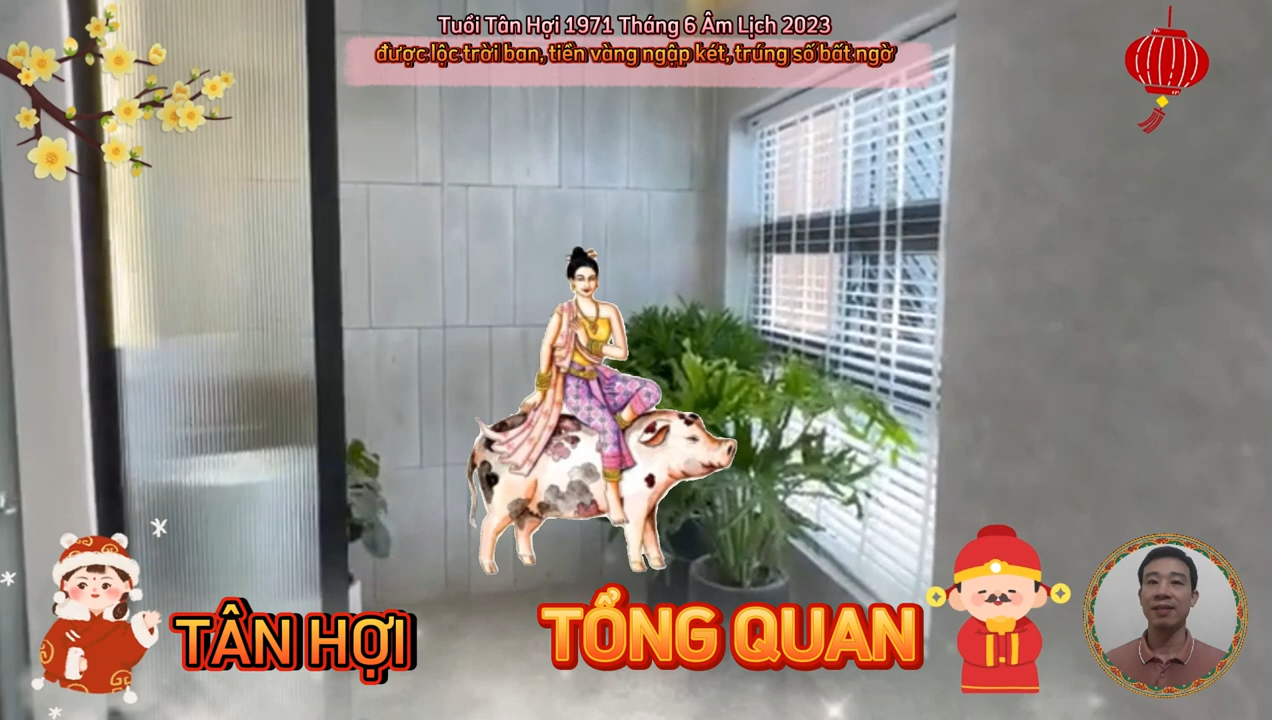 Tuổi Tân Hợi 1971 Tháng 6 Âm Lịch 2023
được lộc trời ban, tiền vàng ngập két, trúng số bất ngờ
TÂN HỢI
TỔNG QUAN